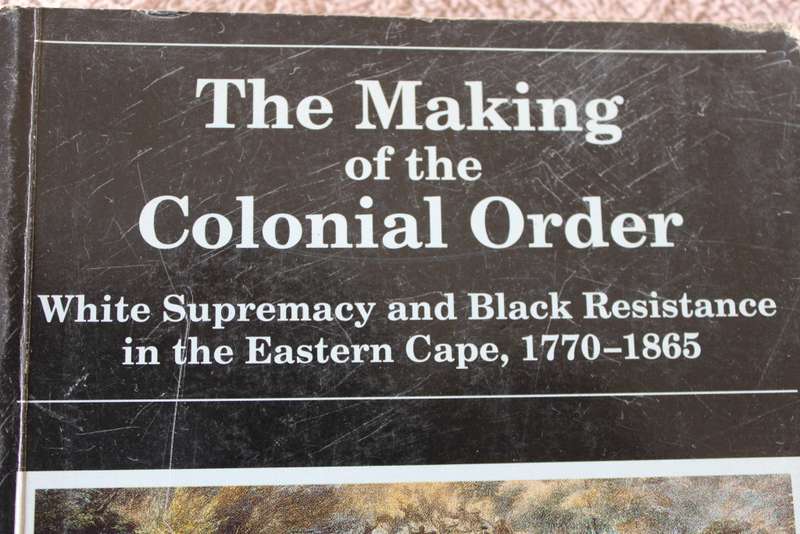 The Making
of the
Colonial Order
White Supremacy and Black Resistance
in the Eastern Cape, 1770–1865